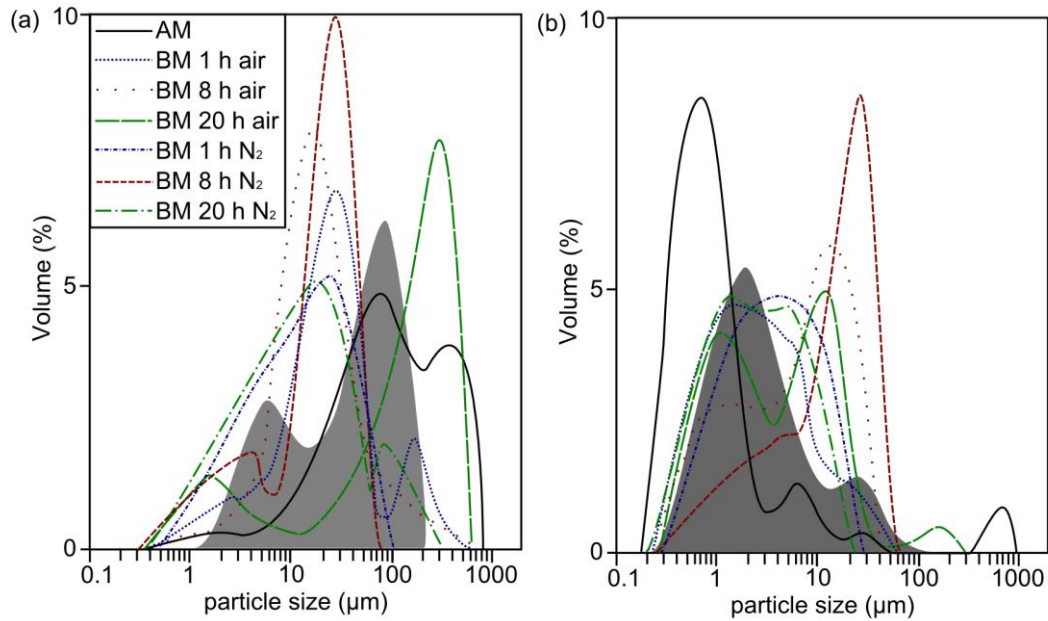 (a)
10
AM
BM 1 h air
BM 8 h air
BM 20 h air
BM 1 h N₂
BM 8 h N₂
BM 20 h N₂
5
0
Volume (%)
0.1 1 10 100 1000
particle size (µm)
(b)
10
5
0
Volume (%)
0.1 1 10 100 1000
particle size (µm)